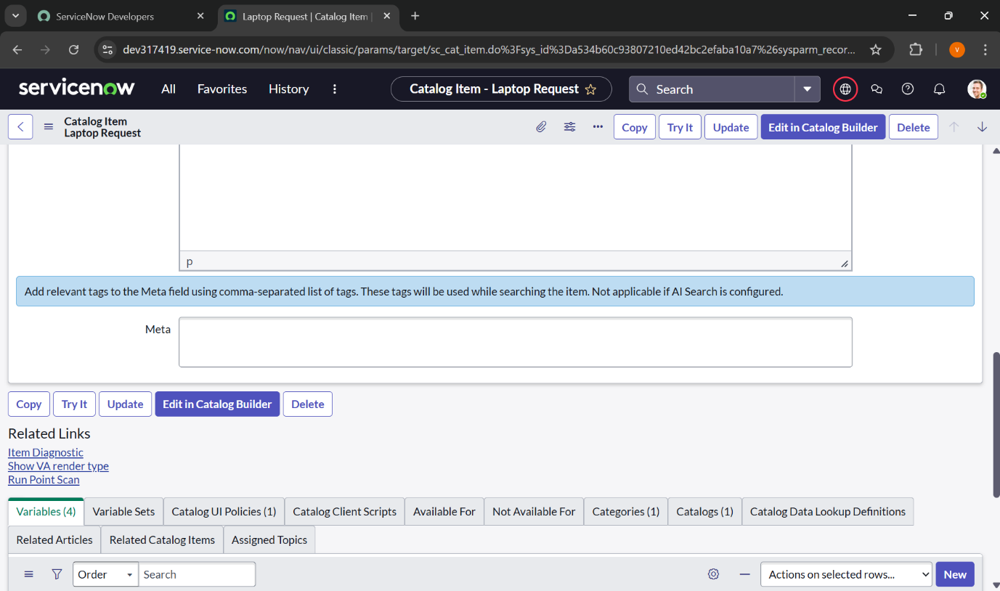 ServiceNow Developers
Laptop Request | Catalog Item |
dev317419.service-now.com/now/nav/ui/classic/params/target/sc_cat_item.do%3Fsys_id%3Da534b60c93807210ed42bc2efaba10a7%26sysparm_recor...
V
servicenow
All
Favorites
History
Catalog Item - Laptop Request
Search
Catalog Item
Laptop Request
Copy
Try It
Update
Edit in Catalog Builder
Delete
p
Add relevant tags to the Meta field using comma-separated list of tags. These tags will be used while searching the item. Not applicable if AI Search is configured.
Meta
Copy
Try It
Update
Edit in Catalog Builder
Delete
Related Links
Item Diagnostic
Show VA render type
Run Point Scan
Variables (4)
Variable Sets
Catalog UI Policies (1)
Catalog Client Scripts
Available For
Not Available For
Categories (1)
Catalogs (1)
Catalog Data Lookup Definitions
Related Articles
Related Catalog Items
Assigned Topics
Order
Search
Actions on selected rows...
New